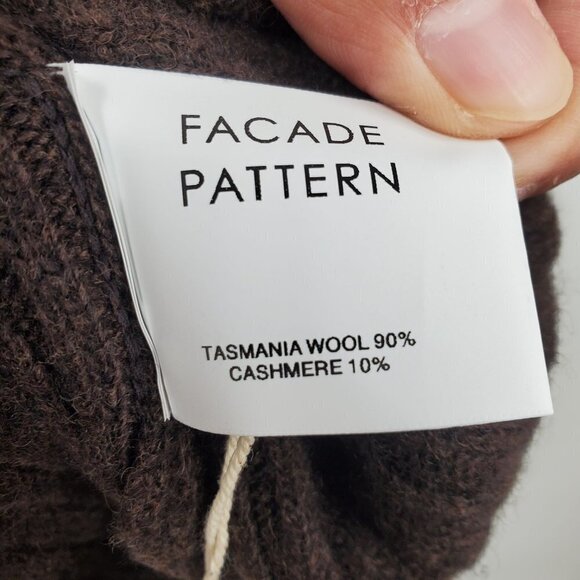 FACADE
PATTERN
TASMANIA WOOL 90%
CASHMERE 10%